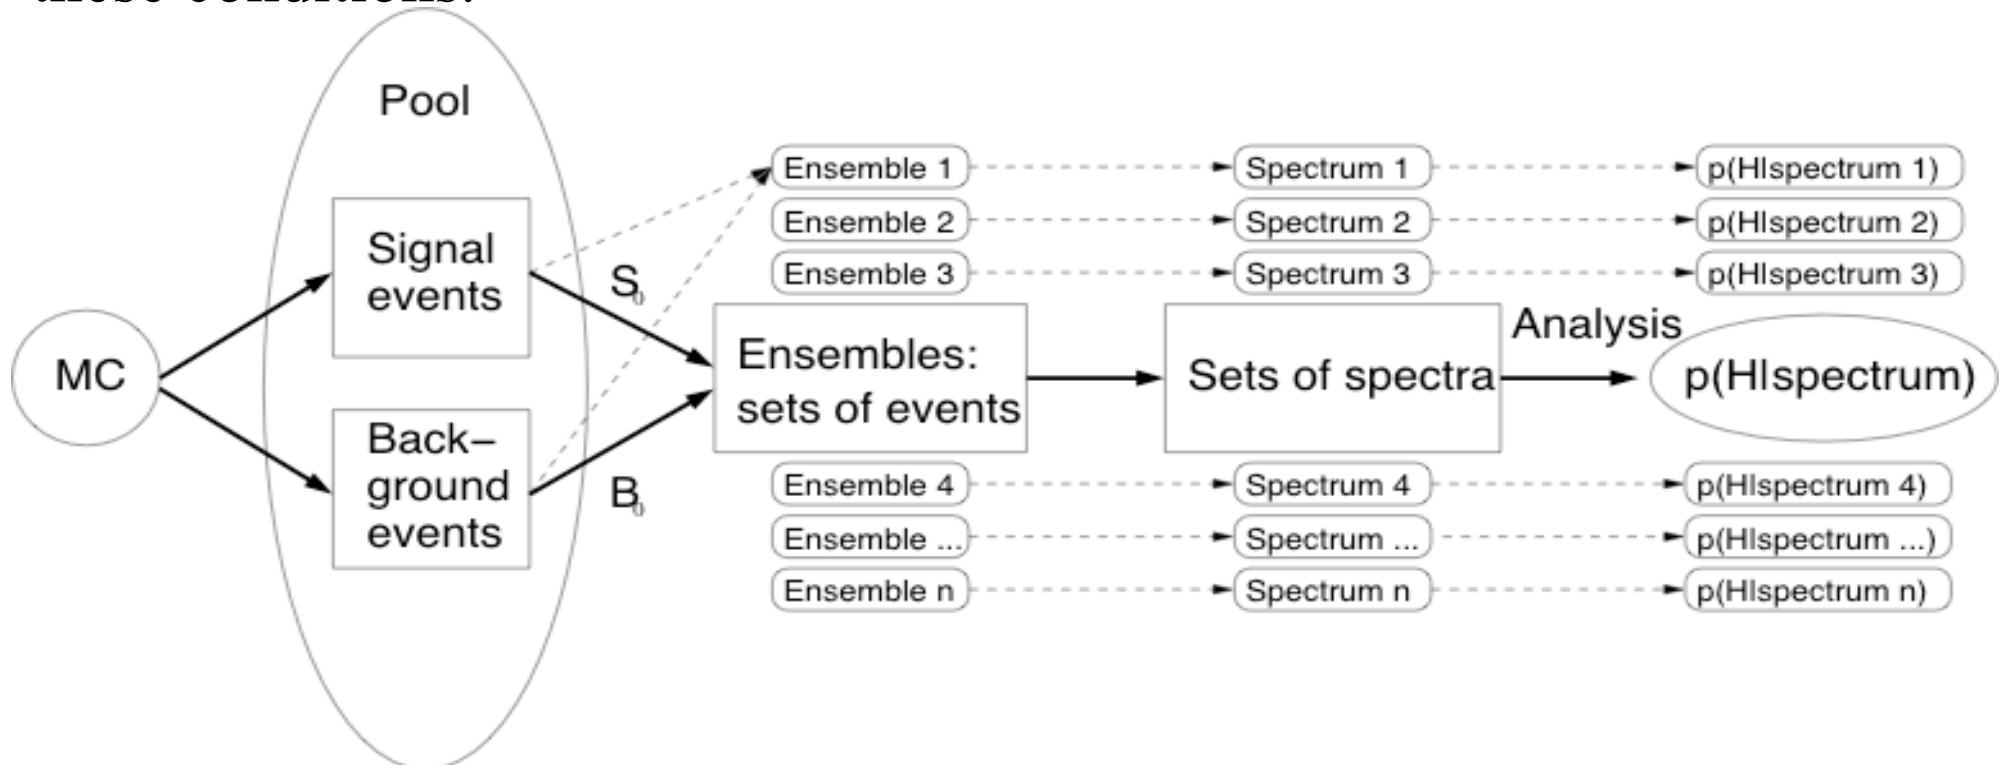 these conditions.
Pool
Signal
events
Back-
ground
events
MC
S0
B0
Ensemble 1
Spectrum 1
p(H|spectrum 1)
Ensemble 2
Spectrum 2
p(H|spectrum 2)
Ensemble 3
Spectrum 3
p(H|spectrum 3)
Ensembles:
sets of events
Sets of spectra
Analysis
p(H|spectrum)
Ensemble 4
Spectrum 4
p(H|spectrum 4)
Ensemble ...
Spectrum ...
p(H|spectrum ...)
Ensemble n
Spectrum n
p(H|spectrum n)